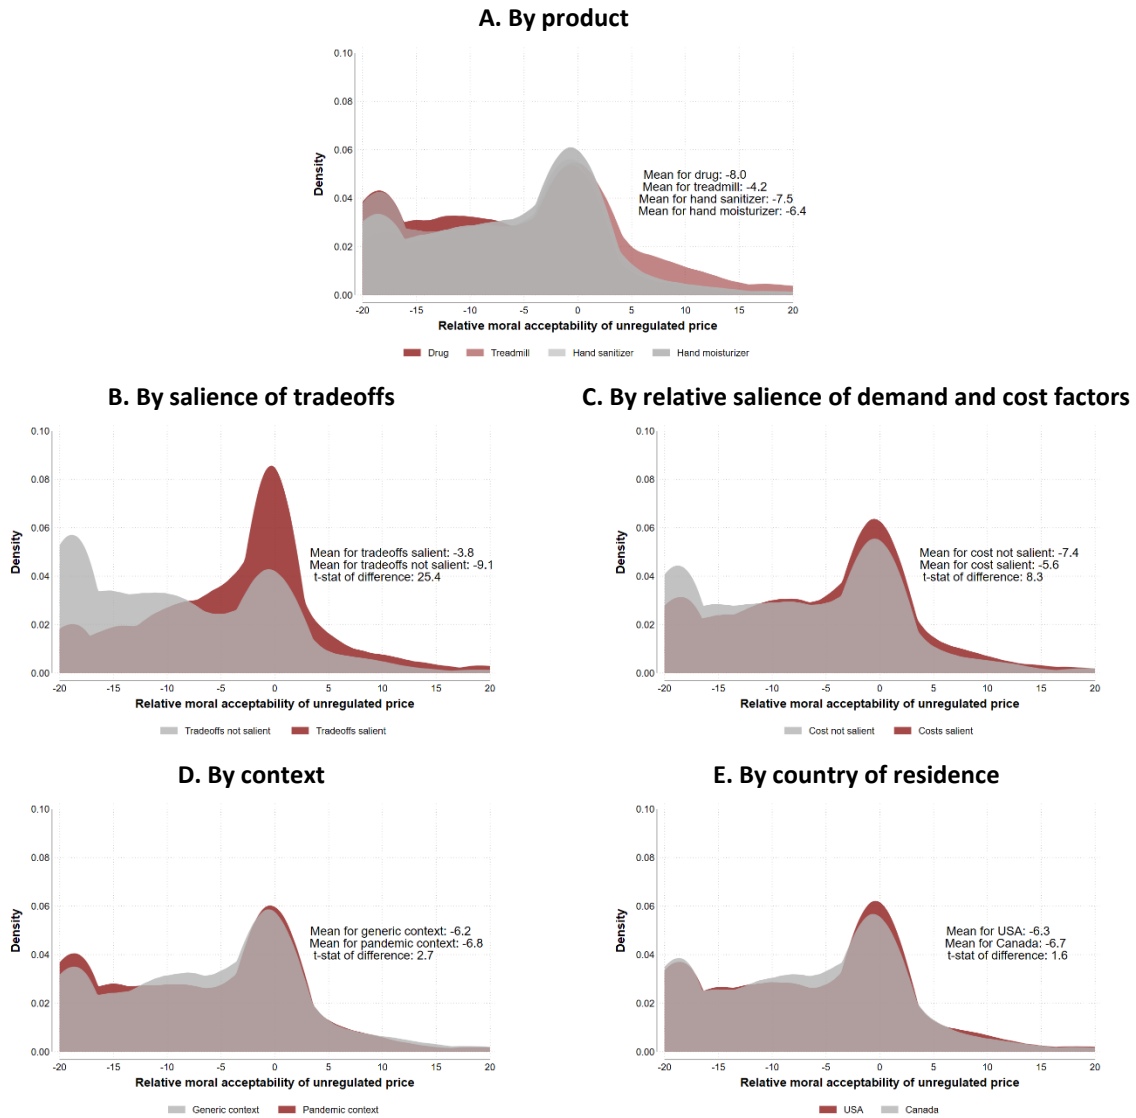 A. By product
0.10
0.08
0.06
0.04
0.02
0.00
Density
Mean for drug: -8.0
Mean for treadmill: -4.2
Mean for hand sanitizer: -7.5
Mean for hand moisturizer: -6.4
-20 -15 -10 -5 0 5 10 15 20
Relative moral acceptability of unregulated price
Drug Treadmill Hand sanitizer Hand moisturizer
B. By salience of tradeoffs
0.10
0.08
0.06
0.04
0.02
0.00
Density
Mean for tradeoffs salient: -3.8
Mean for tradeoffs not salient: -9.1
t-stat of difference: 25.4
-20 -15 -10 -5 0 5 10 15 20
Relative moral acceptability of unregulated price
Tradeoffs not salient Tradeoffs salient
C. By relative salience of demand and cost factors
0.10
0.08
0.06
0.04
0.02
0.00
Density
Mean for cost not salient: -7.4
Mean for cost salient: -5.6
t-stat of difference: 8.3
-20 -15 -10 -5 0 5 10 15 20
Relative moral acceptability of unregulated price
Cost not salient Costs salient
D. By context
0.10
0.08
0.06
0.04
0.02
0.00
Density
Mean for generic context: -6.2
Mean for pandemic context: -6.8
t-stat of difference: 2.7
-20 -15 -10 -5 0 5 10 15 20
Relative moral acceptability of unregulated price
Generic context Pandemic context
E. By country of residence
0.10
0.08
0.06
0.04
0.02
0.00
Density
Mean for USA: -6.3
Mean for Canada: -6.7
t-stat of difference: 1.6
-20 -15 -10 -5 0 5 10 15 20
Relative moral acceptability of unregulated price
USA Canada